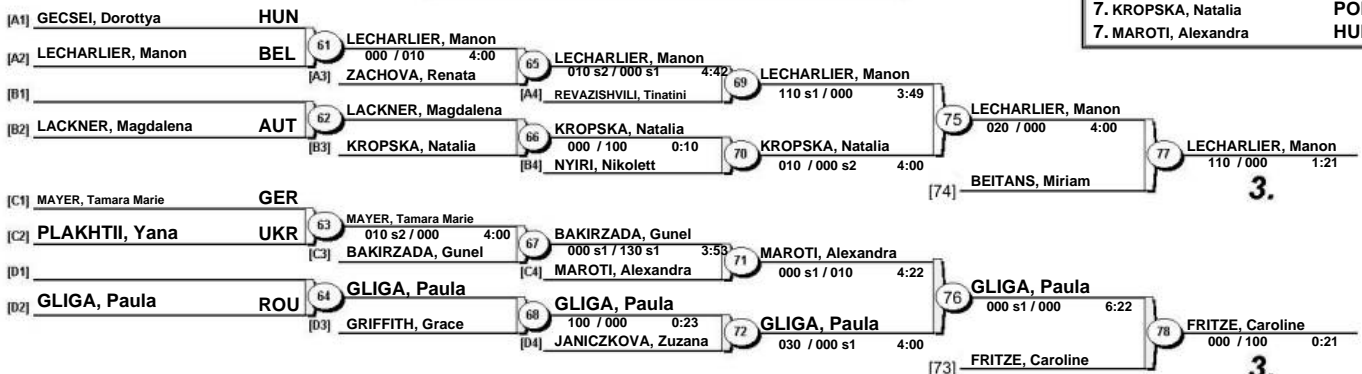 7. KROPSKA, Natalia
7. MAROTI, Alexandra HUN
[A1] GECSEI, Dorottya HUN
[A2] LECHARLIER, Manon BEL
61 LECHARLIER, Manon
000 / 010 4:00
[A3] ZACHOVA, Renata
65 LECHARLIER, Manon
010 s2 / 000 s1 4:42
[A4] REVAZISHVILI, Tinatini
69 LECHARLIER, Manon
110 s1 / 000 3:49
[B1]
[B2] LACKNER, Magdalena AUT
62 LACKNER, Magdalena
[B3] KROPSKA, Natalia
66 KROPSKA, Natalia
000 / 100 0:10
[B4] NYIRI, Nikolett
70 KROPSKA, Natalia
010 / 000 s2 4:00
75 LECHARLIER, Manon
020 / 000 4:00
[74] BEITANS, Miriam
77 LECHARLIER, Manon
110 / 000 1:21
3.
[C1] MAYER, Tamara Marie GER
[C2] PLAKHTII, Yana UKR
63 MAYER, Tamara Marie
010 s2 / 000 4:00
[C3] BAKIRZADA, Gunel
67 BAKIRZADA, Gunel
000 s1 / 130 s1 3:53
[C4] MAROTI, Alexandra
71 MAROTI, Alexandra
000 s1 / 010 4:22
[D1]
[D2] GLIGA, Paula ROU
64 GLIGA, Paula
[D3] GRIFFITH, Grace
68 GLIGA, Paula
100 / 000 0:23
[D4] JANICZKOVA, Zuzana
72 GLIGA, Paula
030 / 000 s1 4:00
76 GLIGA, Paula
000 s1 / 000 6:22
[73] FRITZE, Caroline
78 FRITZE, Caroline
000 / 100 0:21
3.